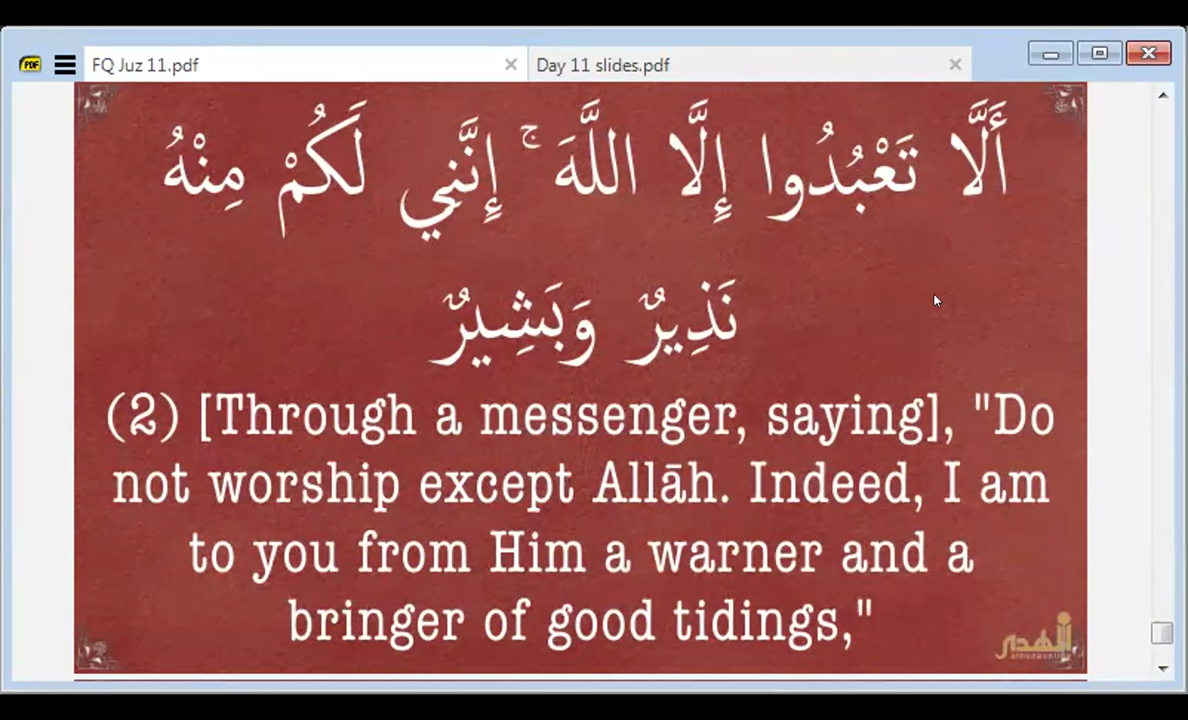 FQ Juz 11.pdf
Day 11 slides.pdf
أَلَّا تَعْبُدُوا إِلَّا اللَّهَ ۚ إِنَّنِي لَكُمْ مِنْهُ
نَذِيرٌ وَبَشِيرٌ
(2) [Through a messenger, saying], "Do
not worship except Allāh. Indeed, I am
to you from Him a warner and a
bringer of good tidings,"
الهدى